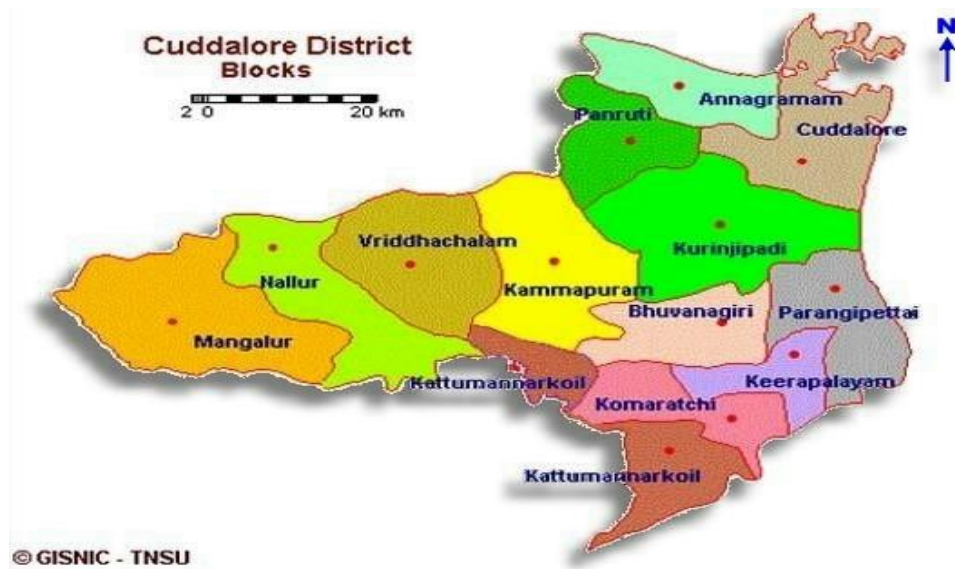 Cuddalore District
Blocks
2 0 20 km
N
Annagramam
Panruti
Cuddalore
Vriddhachalam
Kurinjipadi
Nallur
Kammapuram
Bhuvanagiri
Parangipettai
Mangalur
Kattumannarkoil
Keerapalayam
Komaratchi
Kattumannarkoil
© GISNIC - TNSU